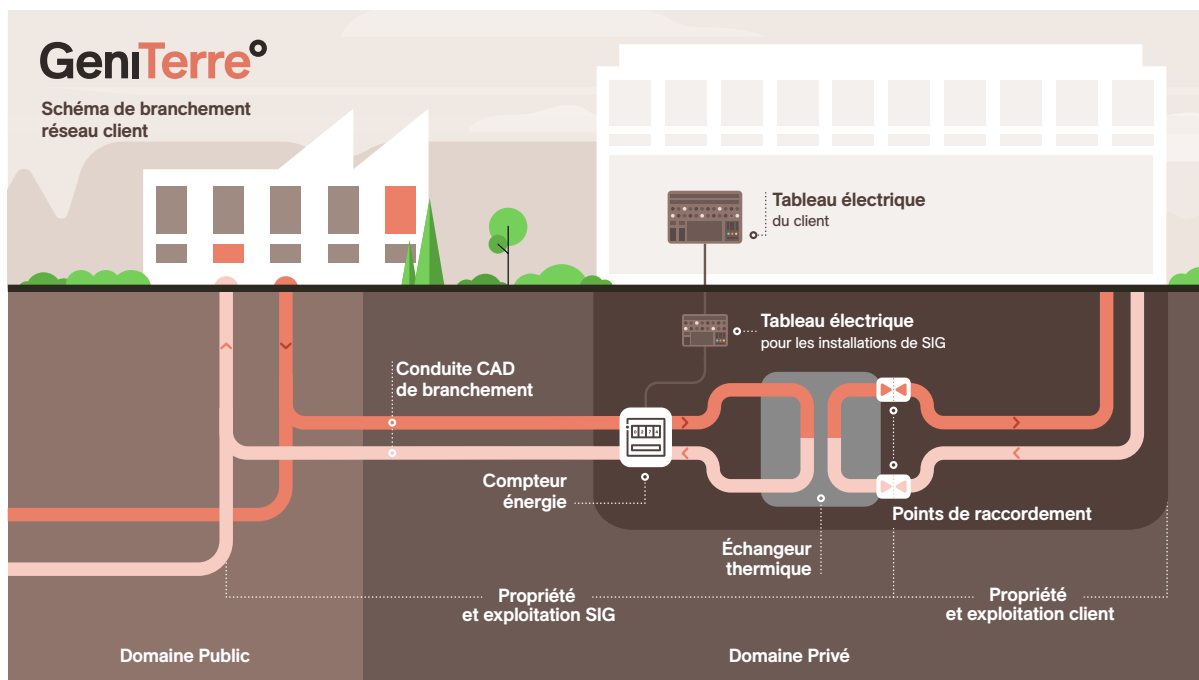 GeniTerre°
Schéma de branchement
réseau client
Tableau électrique
du client
Tableau électrique
pour les installations de SIG
Conduite CAD
de branchement
Compteur
énergie
Points de raccordement
Échangeur
thermique
Propriété
et exploitation SIG
Propriété
et exploitation client
Domaine Public
Domaine Privé